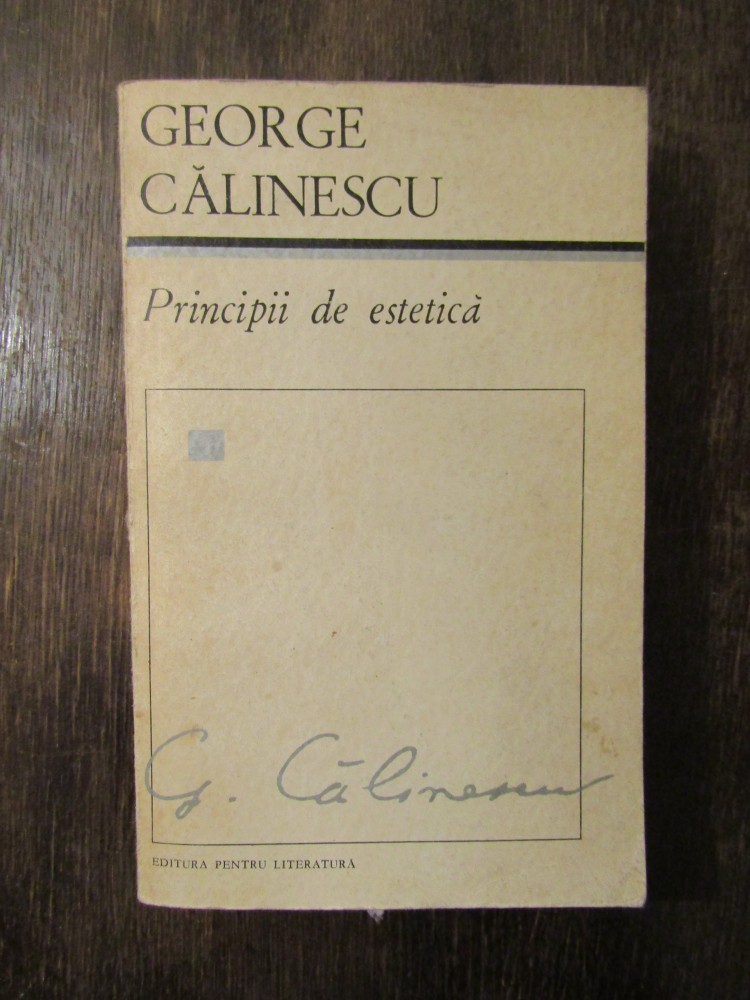 GEORGE
CĂLINESCU
Principii de estetică
G. Călinescu
EDITURA PENTRU LITERATURĂ